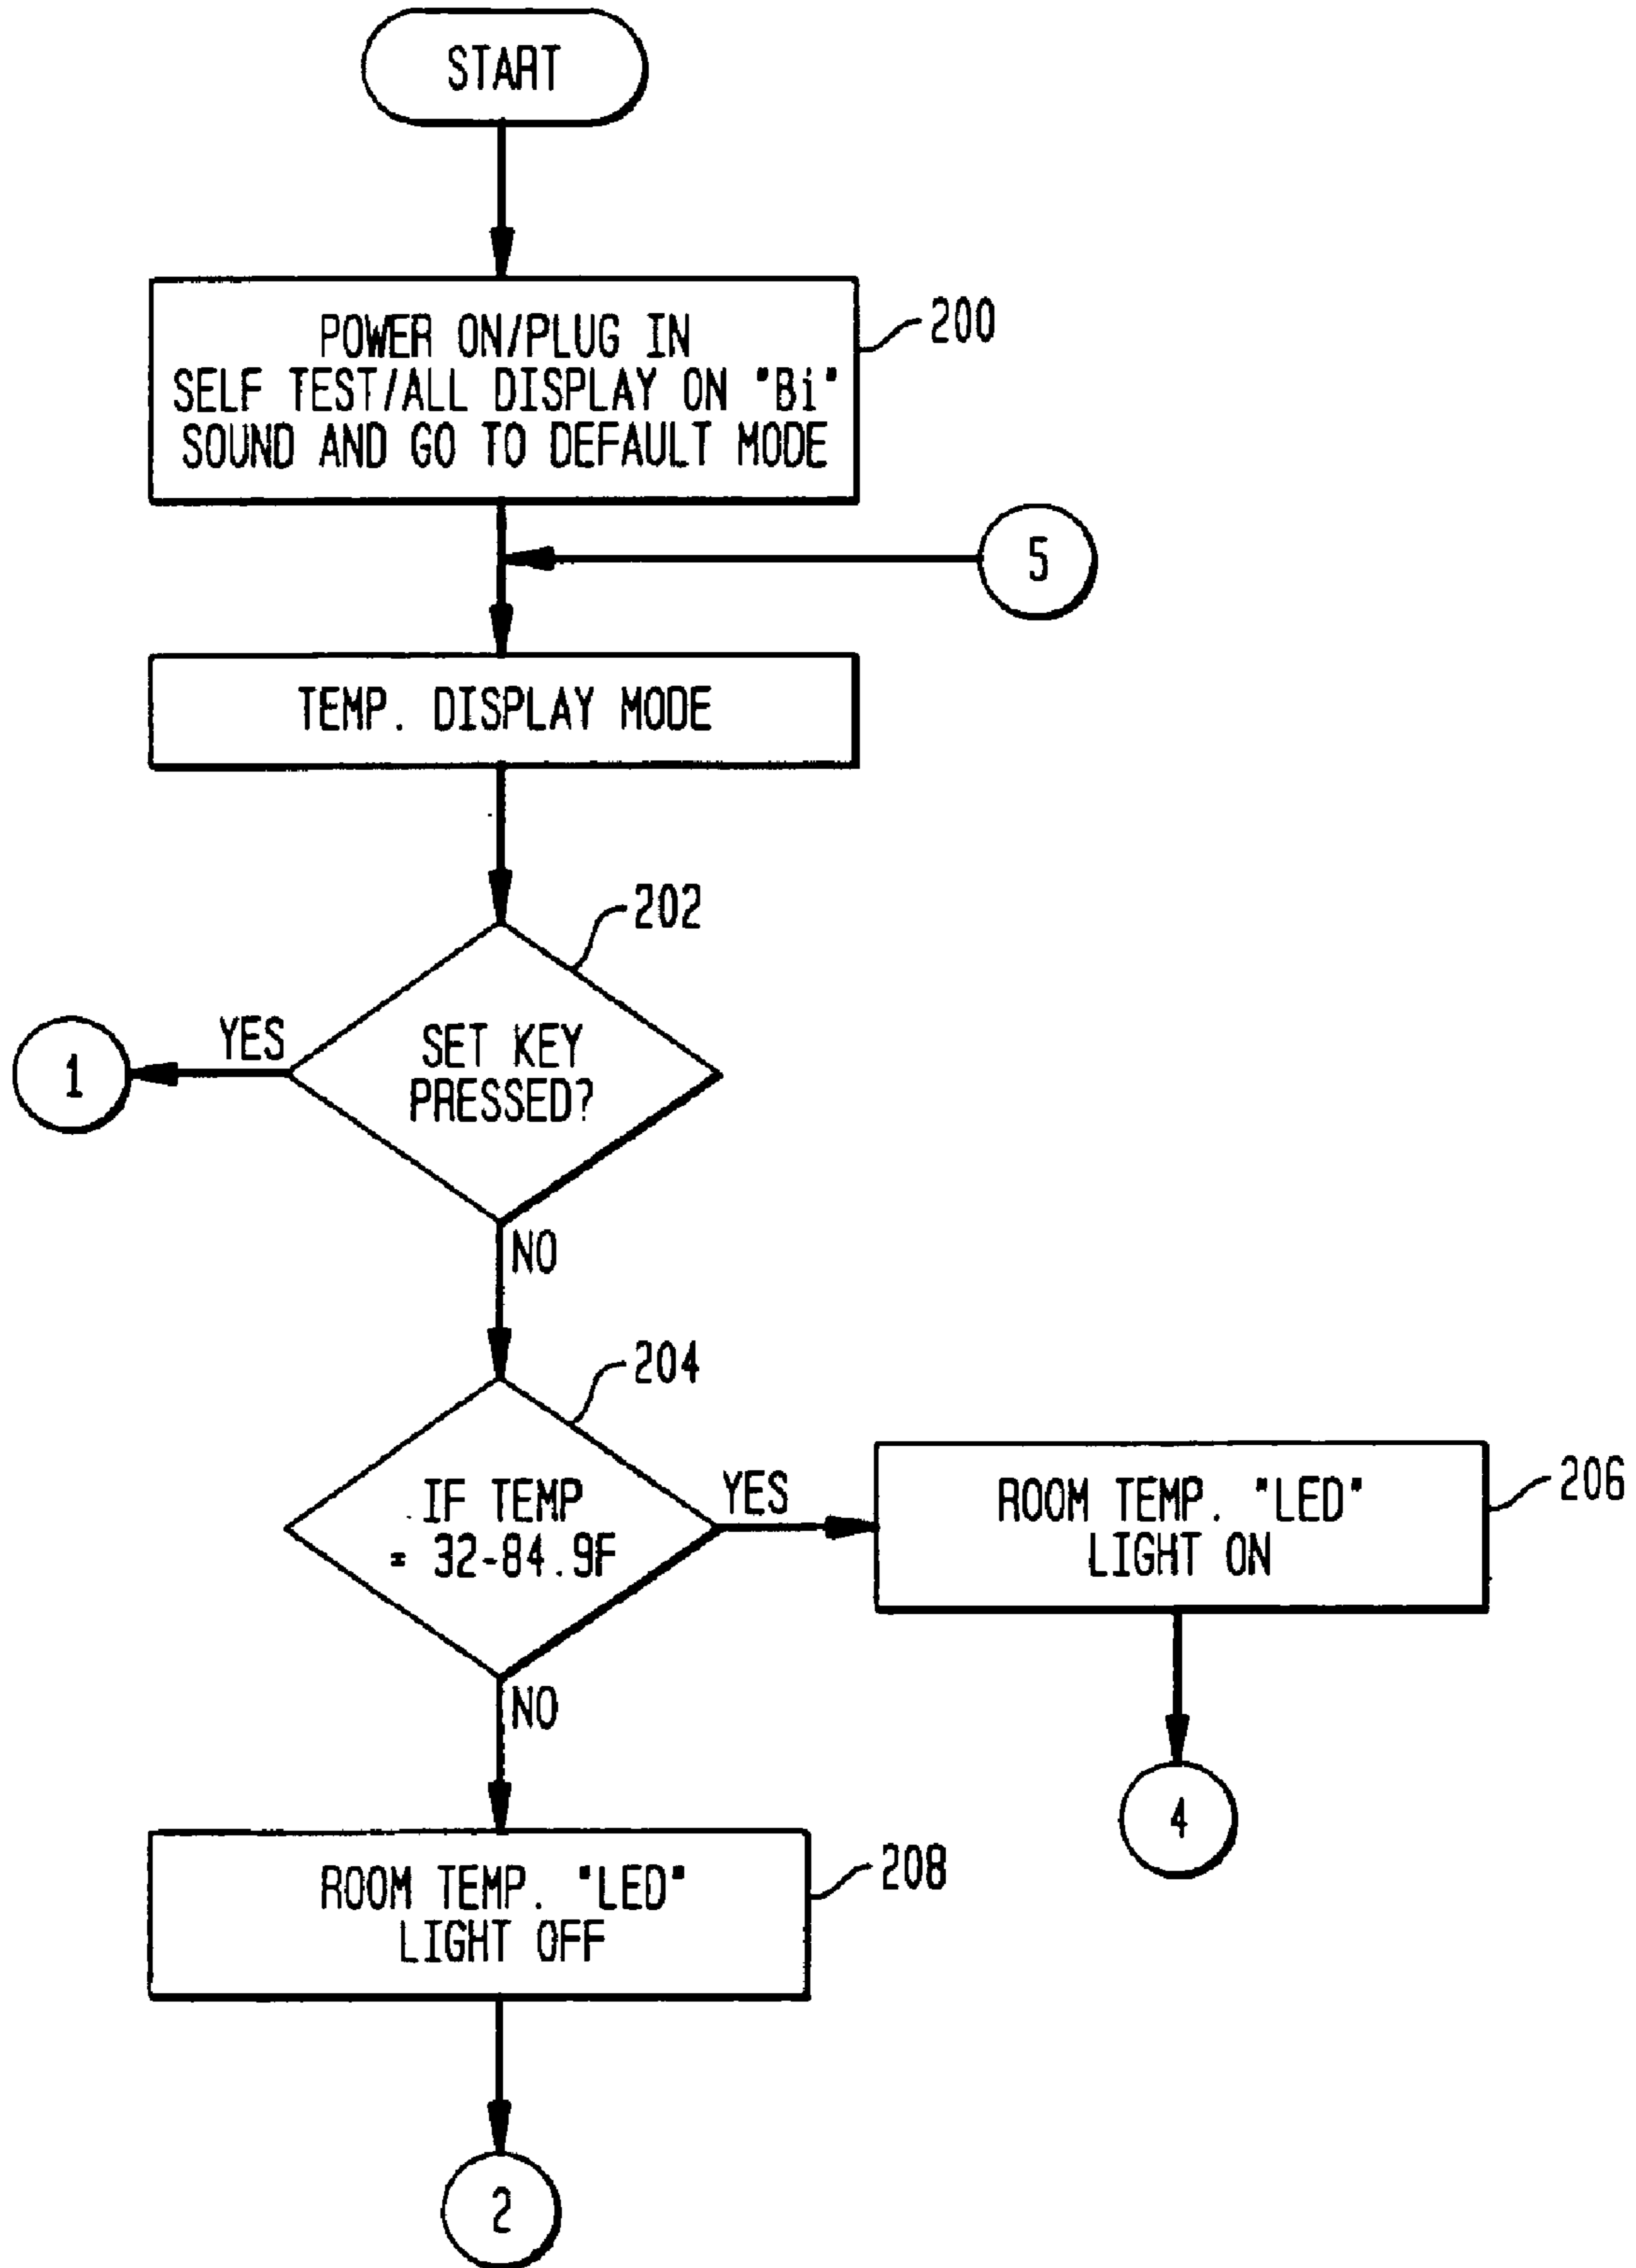 START
POWER ON/PLUG IN
SELF TEST/ALL DISPLAY ON "Bi"
SOUND AND GO TO DEFAULT MODE
200
5
TEMP. DISPLAY MODE
202
YES
SET KEY
PRESSED?
1
NO
204
IF TEMP
= 32-84.9F
YES
ROOM TEMP. "LED"
LIGHT ON
206
NO
4
ROOM TEMP. "LED"
LIGHT OFF
208
2